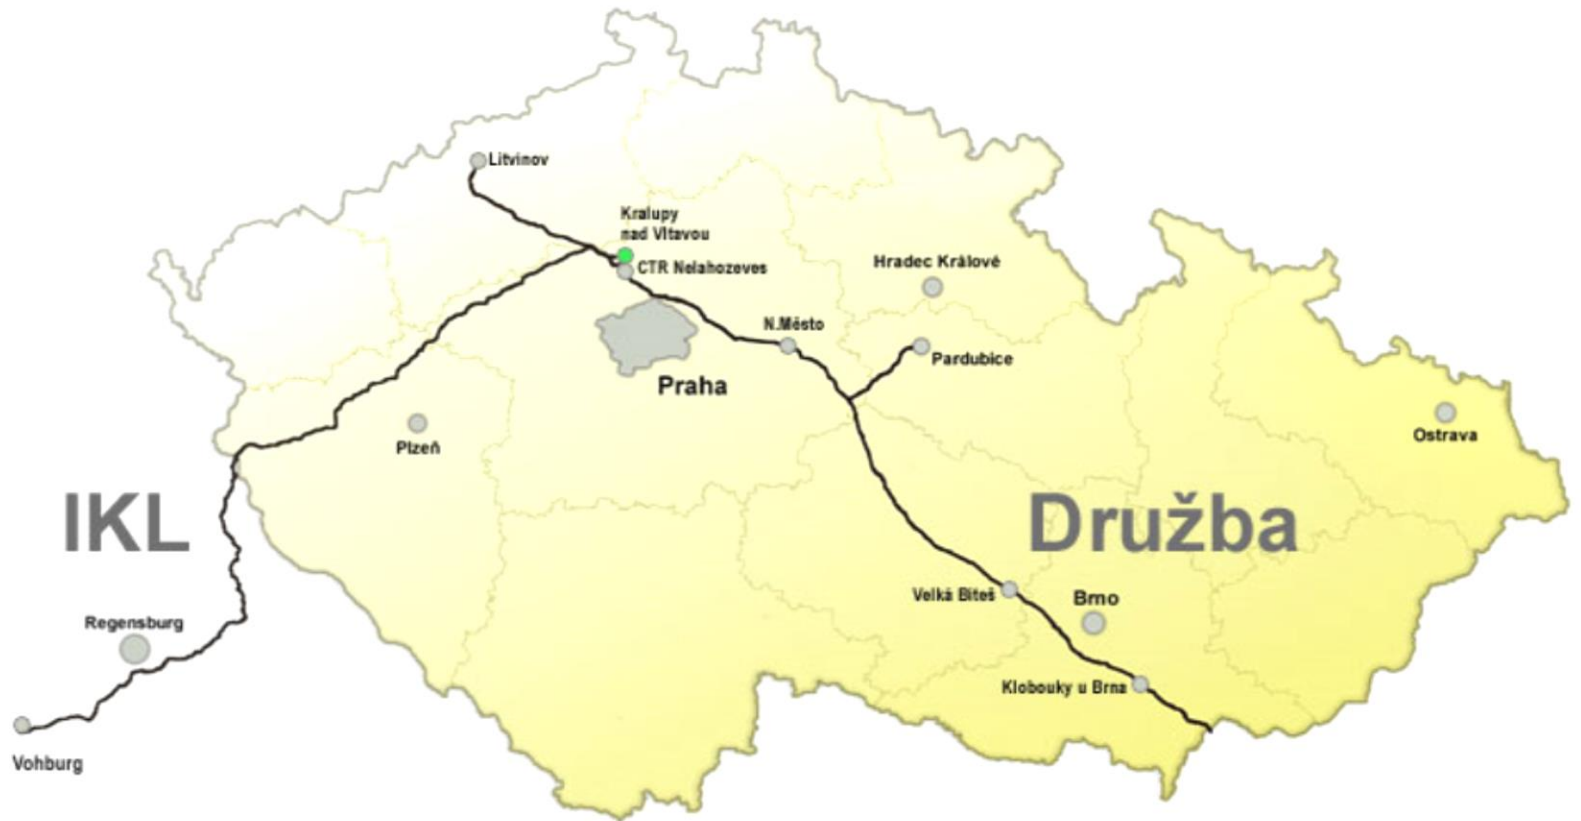 Litvinov
Kralupy
nad Vltavou
CTR Nelahozeves
Hradec Králové
N.Město
Pardubice
Praha
Plzeň
Ostrava
IKL
Družba
Velká Bíteš
Brno
Regensburg
Klobouky u Brna
Vohburg